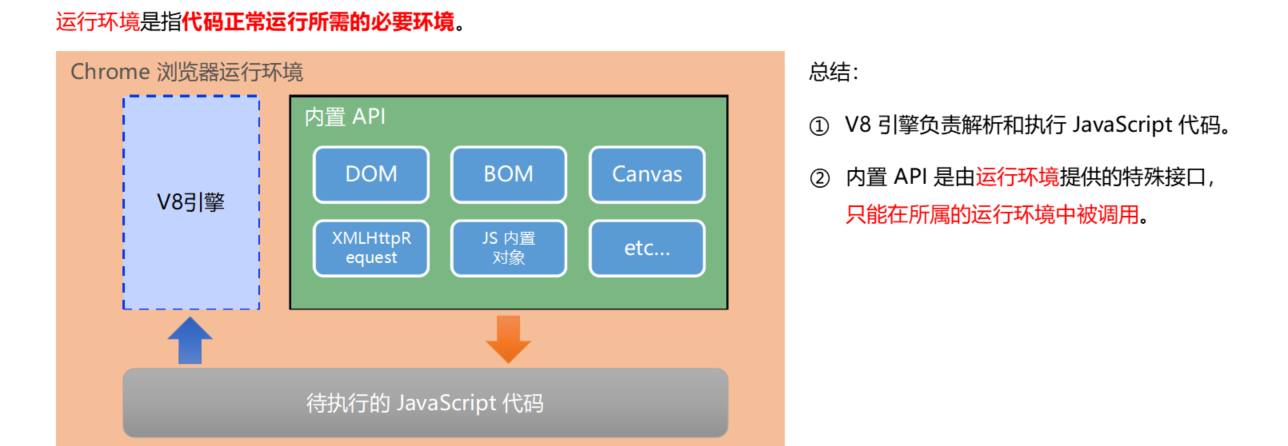 运行环境是指代码正常运行所需的必要环境。
Chrome 浏览器运行环境
V8引擎
内置 API
DOM
BOM
Canvas
XMLHttpR
equest
JS 内置
对象
etc...
待执行的 JavaScript 代码
总结：
① V8 引擎负责解析和执行 JavaScript 代码。
② 内置 API 是由运行环境提供的特殊接口，
只能在所属的运行环境中被调用。